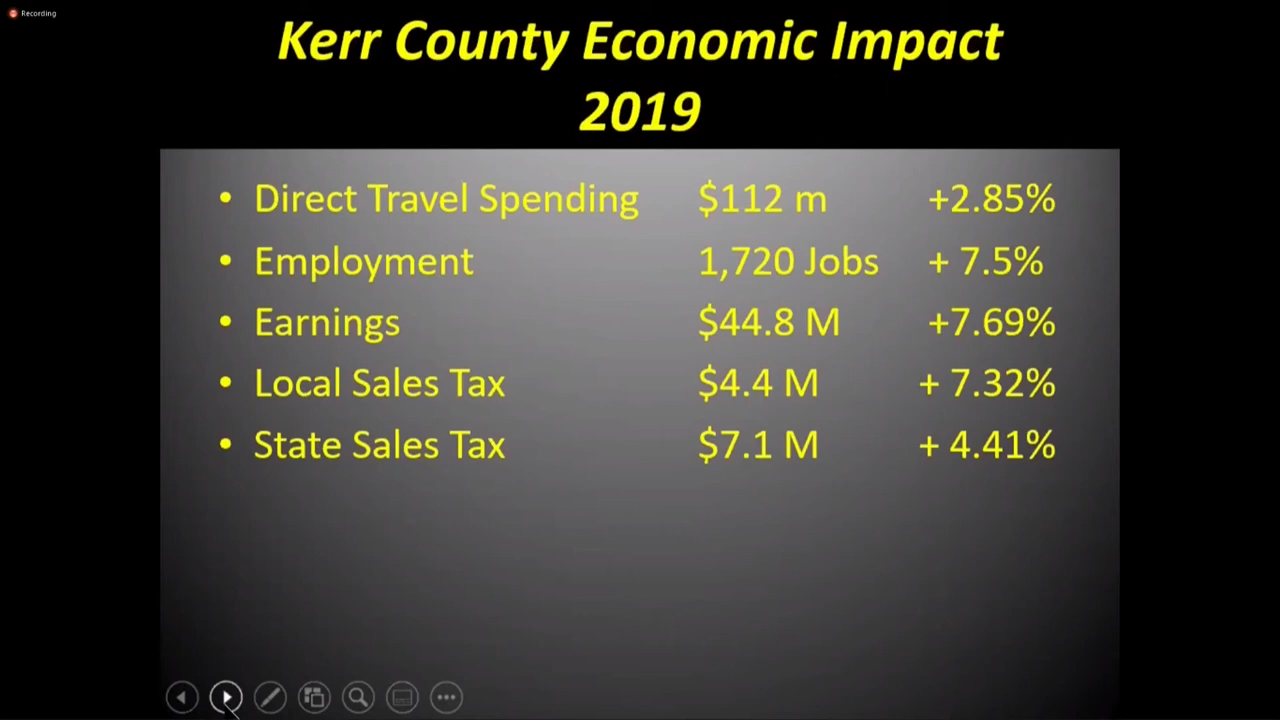 Recording
Kerr County Economic Impact
2019
• Direct Travel Spending $112 m +2.85%
• Employment 1,720 Jobs + 7.5%
• Earnings $44.8 M +7.69%
• Local Sales Tax $4.4 M + 7.32%
• State Sales Tax $7.1 M + 4.41%